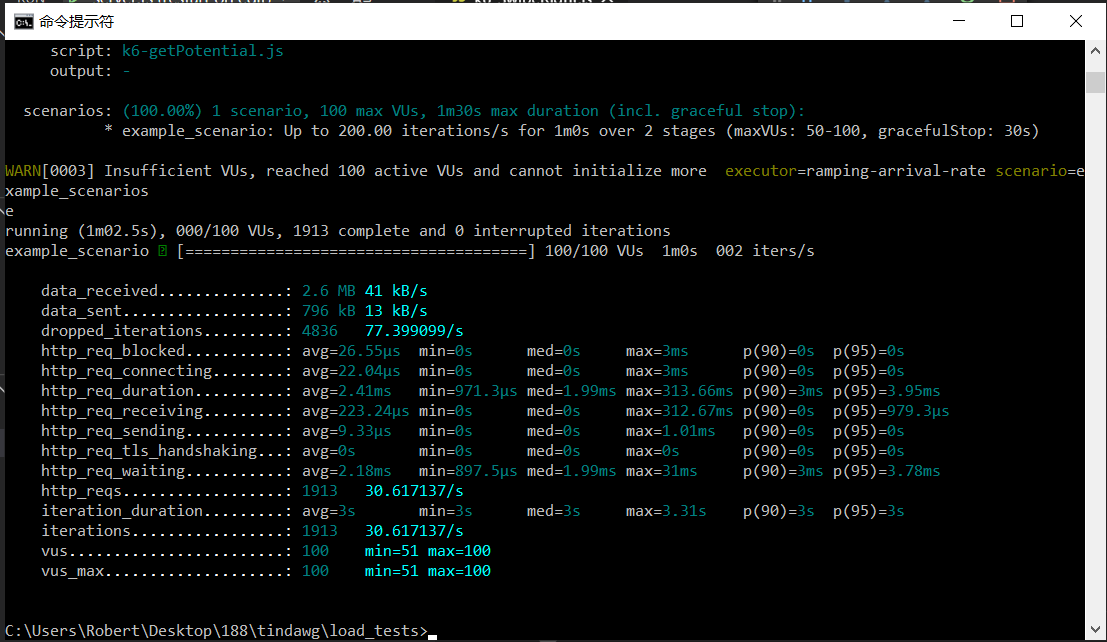 命令提示符
script: k6-getPotential.js
output: -
scenarios: (100.00%) 1 scenario, 100 max VUs, 1m30s max duration (incl. graceful stop):
* example_scenario: Up to 200.00 iterations/s for 1m0s over 2 stages (maxVUs: 50-100, gracefulStop: 30s)
WARN[0003] Insufficient VUs, reached 100 active VUs and cannot initialize more  executor=ramping-arrival-rate scenario=e
xample_scenarios
e
running (1m02.5s), 000/100 VUs, 1913 complete and 0 interrupted iterations
example_scenario [======================================] 100/100 VUs  1m0s  002 iters/s
data_received..............: 2.6 MB 41 kB/s
data_sent..................: 796 kB 13 kB/s
dropped_iterations.........: 4836   77.399099/s
http_req_blocked...........: avg=26.55µs  min=0s      med=0s     max=3ms      p(90)=0s  p(95)=0s
http_req_connecting........: avg=22.04µs  min=0s      med=0s     max=3ms      p(90)=0s  p(95)=0s
http_req_duration..........: avg=2.41ms   min=971.3µs med=1.99ms max=313.66ms p(90)=3ms p(95)=3.95ms
http_req_receiving.........: avg=223.24µs min=0s      med=0s     max=312.67ms p(90)=0s  p(95)=979.3µs
http_req_sending...........: avg=9.33µs   min=0s      med=0s     max=1.01ms   p(90)=0s  p(95)=0s
http_req_tls_handshaking...: avg=0s       min=0s      med=0s     max=0s       p(90)=0s  p(95)=0s
http_req_waiting...........: avg=2.18ms   min=897.5µs med=1.99ms max=31ms     p(90)=3ms p(95)=3.78ms
http_reqs..................: 1913   30.617137/s
iteration_duration.........: avg=3s       min=3s      med=3s     max=3.31s    p(90)=3s  p(95)=3s
iterations.................: 1913   30.617137/s
vus........................: 100    min=51 max=100
vus_max....................: 100    min=51 max=100
C:\Users\Robert\Desktop\188\tindawg\load_tests>